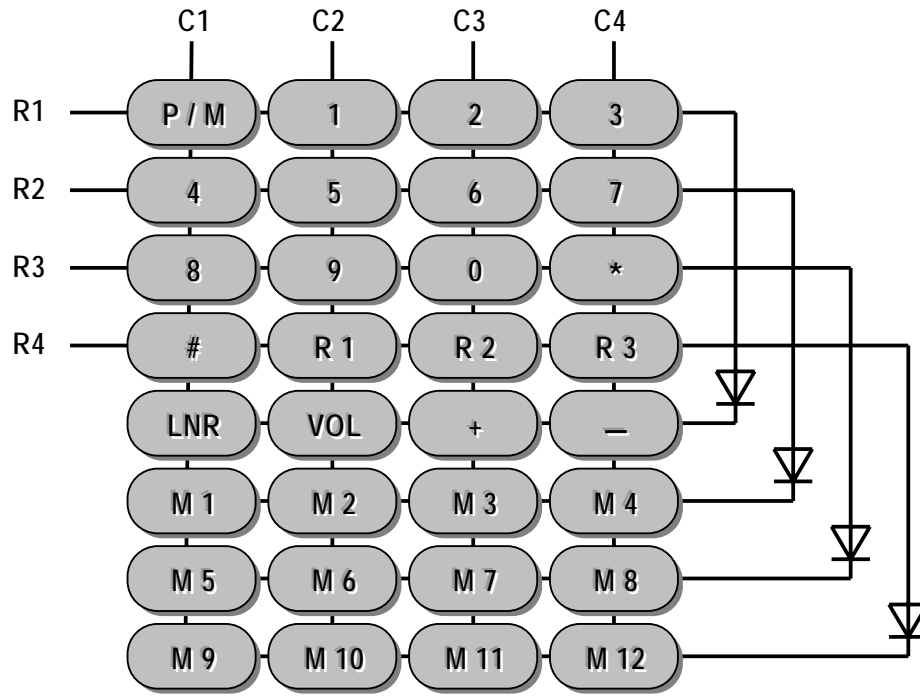 C1 C2 C3 C4
R1 P / M 1 2 3
R2 4 5 6 7
R3 8 9 0 *
R4 # R 1 R 2 R 3
LNR VOL + —
M 1 M 2 M 3 M 4
M 5 M 6 M 7 M 8
M 9 M 10 M 11 M 12